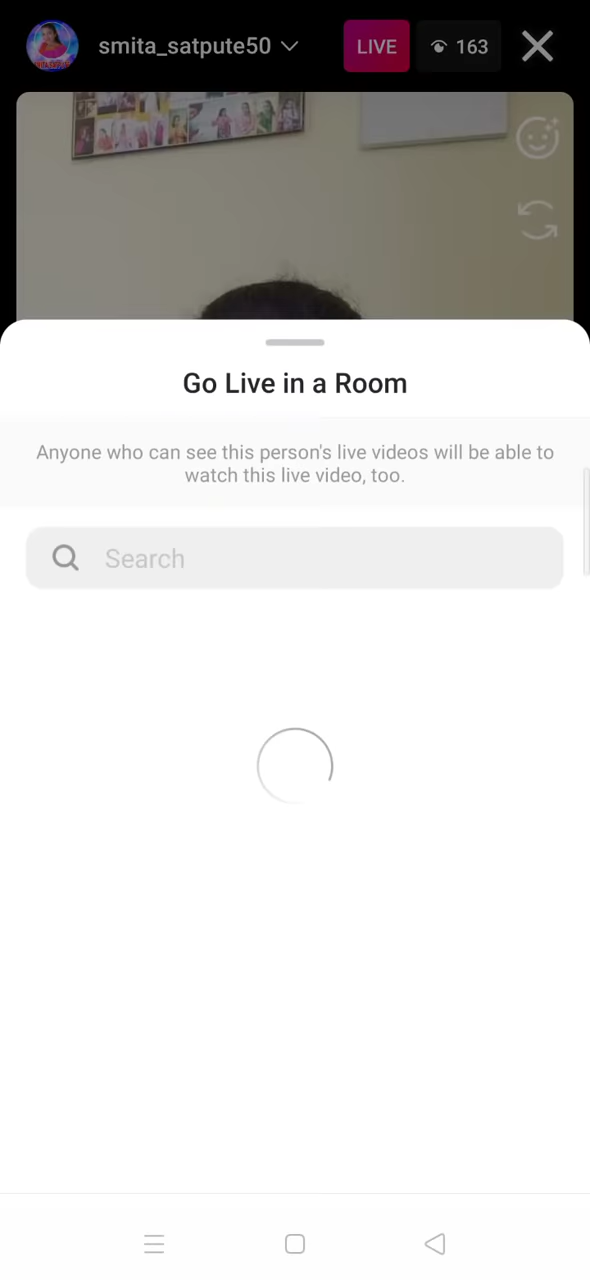 smita_satpute50
LIVE
163
Go Live in a Room
Anyone who can see this person's live videos will be able to
watch this live video, too.
Search